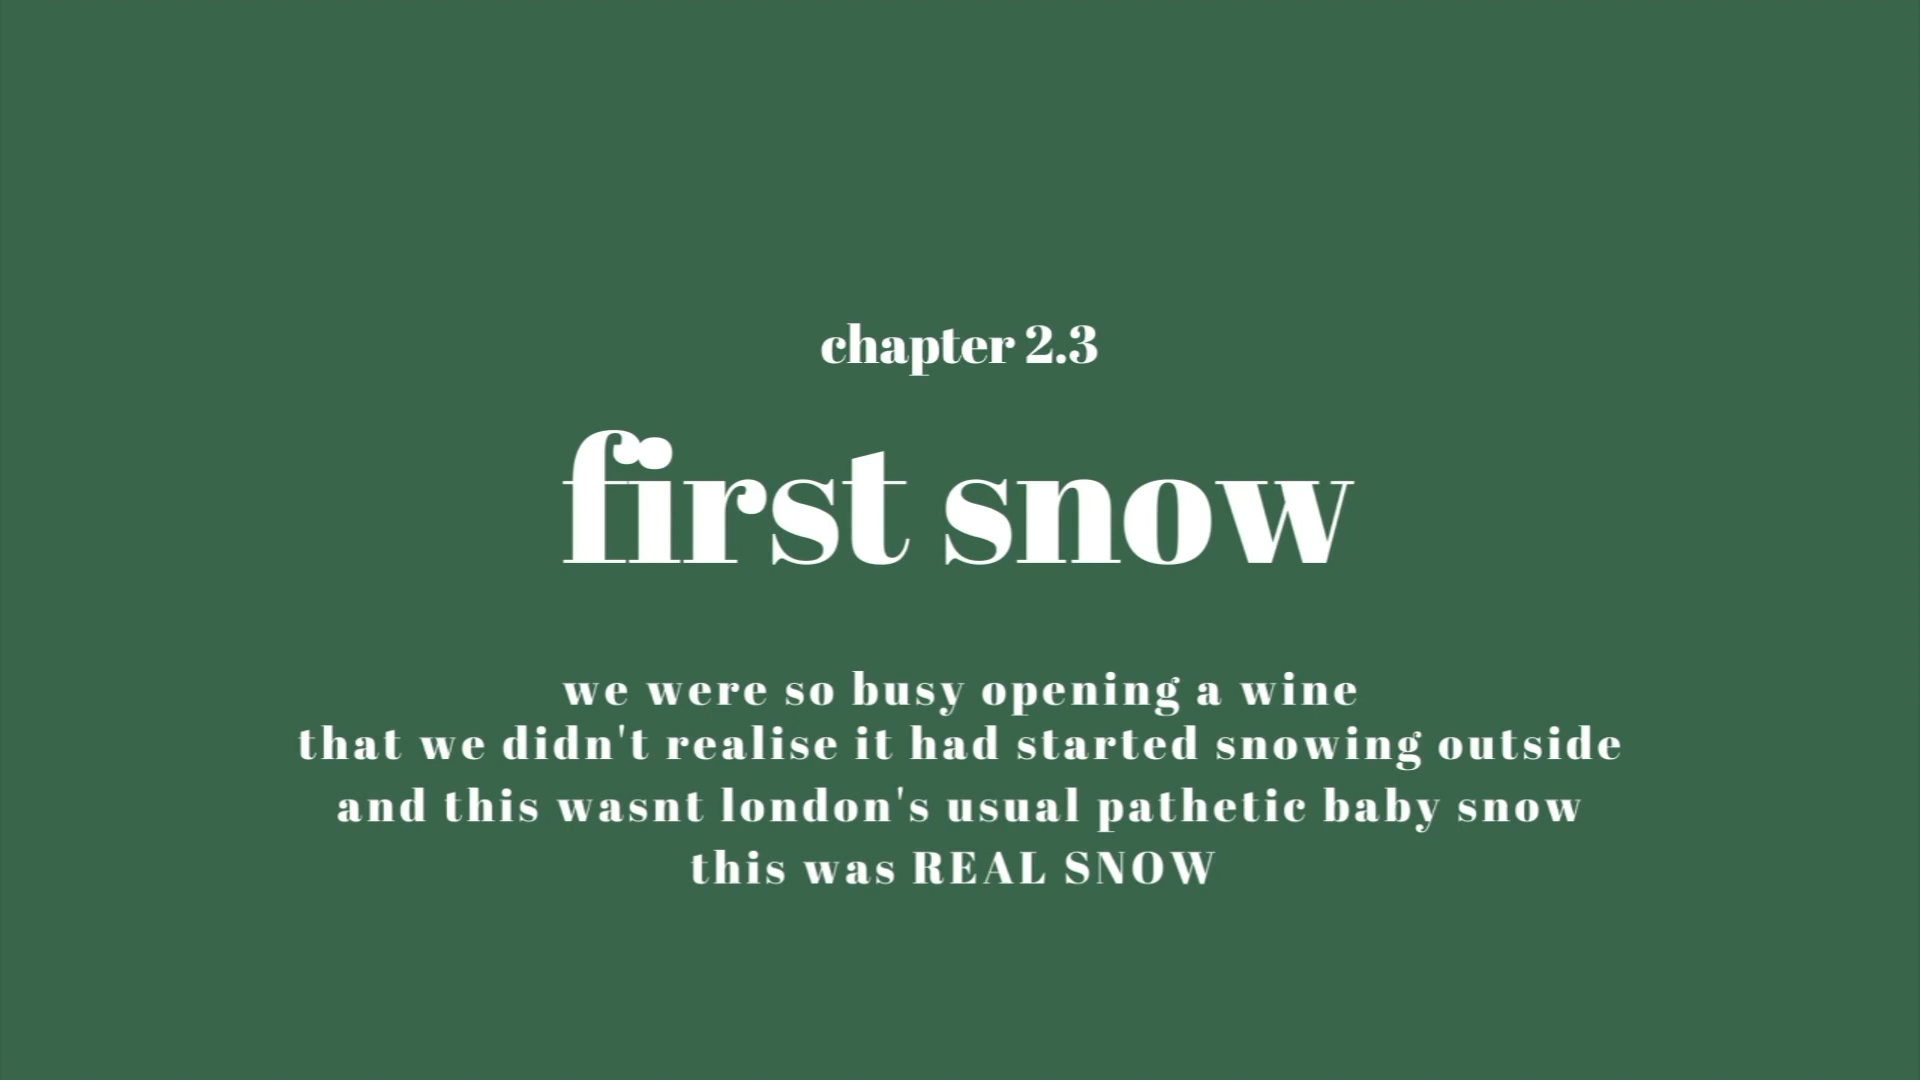 chapter 2.3
first snow
we were so busy opening a wine
that we didn't realise it had started snowing outside
and this wasnt london's usual pathetic baby snow
this was REAL SNOW